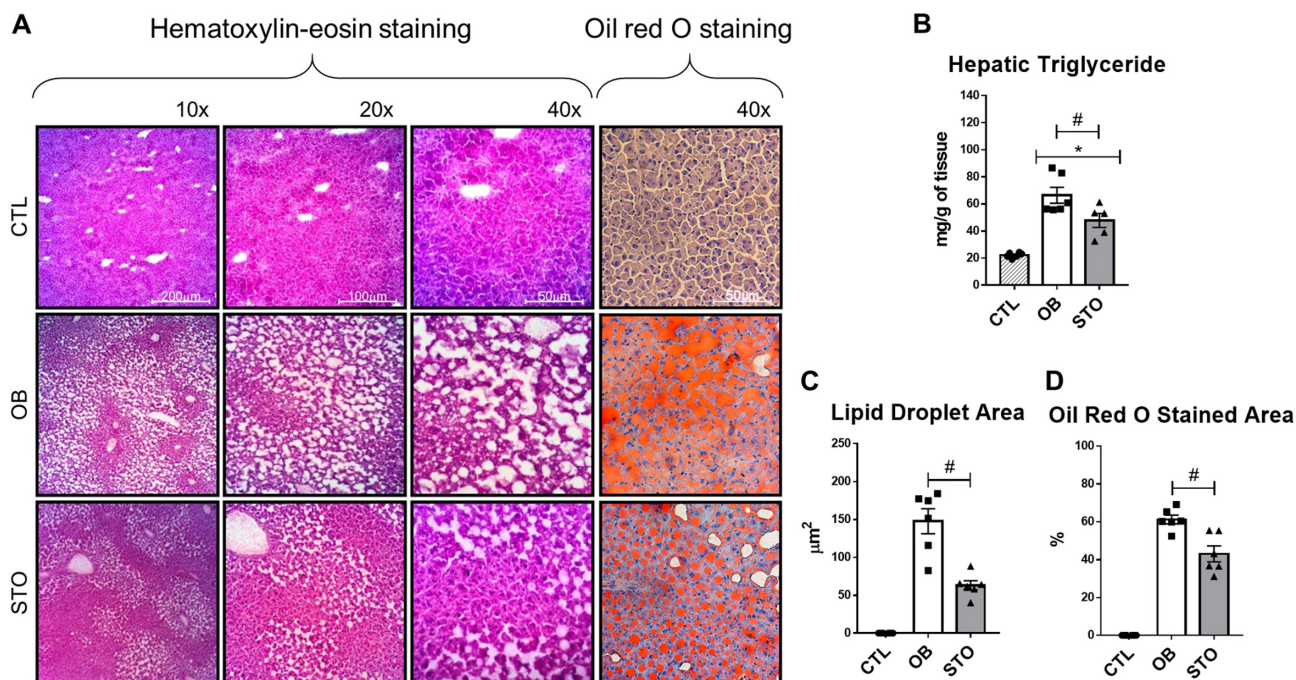 A
Hematoxylin-eosin staining
Oil red O staining
10x
20x
40x
40x
CTL
200μm
100μm
50μm
50μm
OB
STO
B
Hepatic Triglyceride
mg/g of tissue
140
120
100
80
60
40
20
0
#
*
CTL
OB
STO
C
Lipid Droplet Area
μm²
250
200
150
100
50
0
#
CTL
OB
STO
D
Oil Red O Stained Area
%
100
80
60
40
20
0
#
CTL
OB
STO